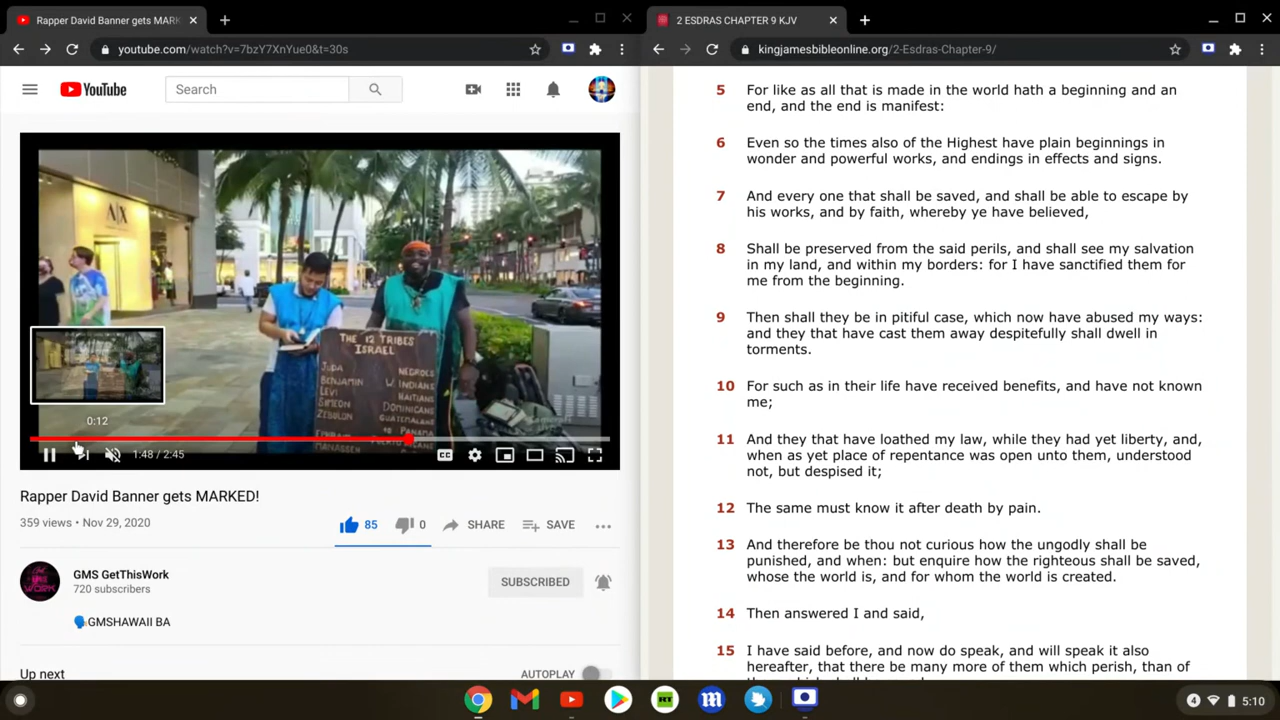 Rapper David Banner gets MARK
youtube.com/watch?v=7bzY7XnYue0&t=30s
YouTube
Search
A|X
THE 12 TRIBES
ISRAEL
JUDA NEGROES
BENJAMIN W. INDIANS
LEVI HAITIANS
SIMEON DOMINICANS
ZEBULON GUATEMALANS
EPHRAIM PUERTO
0:12
1:48 / 2:45
CC
Rapper David Banner gets MARKED!
359 views • Nov 29, 2020
85
0
SHARE
SAVE
GMS GetThisWork
720 subscribers
SUBSCRIBED
🗣GMSHAWAII BA
Up next
AUTOPLAY
2 ESDRAS CHAPTER 9 KJV
kingjamesbibleonline.org/2-Esdras-Chapter-9/
5 For like as all that is made in the world hath a beginning and an
end, and the end is manifest:
6 Even so the times also of the Highest have plain beginnings in
wonder and powerful works, and endings in effects and signs.
7 And every one that shall be saved, and shall be able to escape by
his works, and by faith, whereby ye have believed,
8 Shall be preserved from the said perils, and shall see my salvation
in my land, and within my borders: for I have sanctified them for
me from the beginning.
9 Then shall they be in pitiful case, which now have abused my ways:
and they that have cast them away despitefully shall dwell in
torments.
10 For such as in their life have received benefits, and have not known
me;
11 And they that have loathed my law, while they had yet liberty, and,
when as yet place of repentance was open unto them, understood
not, but despised it;
12 The same must know it after death by pain.
13 And therefore be thou not curious how the ungodly shall be
punished, and when: but enquire how the righteous shall be saved,
whose the world is, and for whom the world is created.
14 Then answered I and said,
15 I have said before, and now do speak, and will speak it also
hereafter, that there be many more of them which perish, than of
RT
m
4
5:10